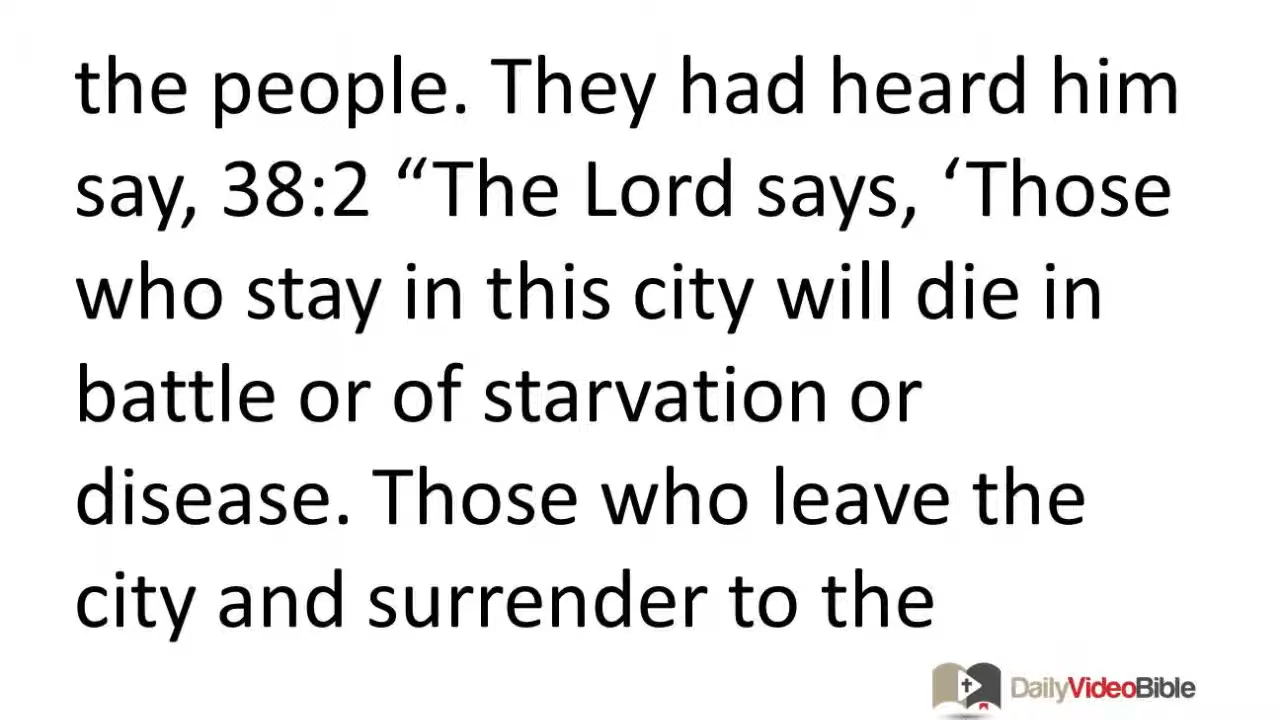 the people. They had heard him
say, 38:2 “The Lord says, ‘Those
who stay in this city will die in
battle or of starvation or
disease. Those who leave the
city and surrender to the
DailyVideoBible